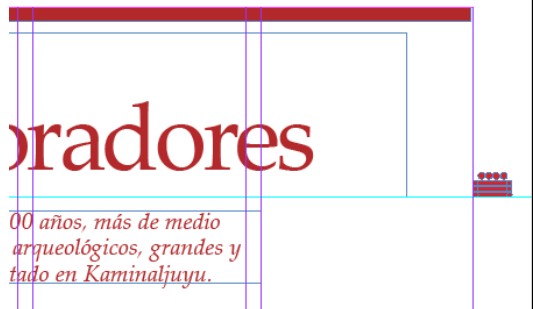 oradores
00 años, más de medio
arqueológicos, grandes y
tado en Kaminaljuyu.